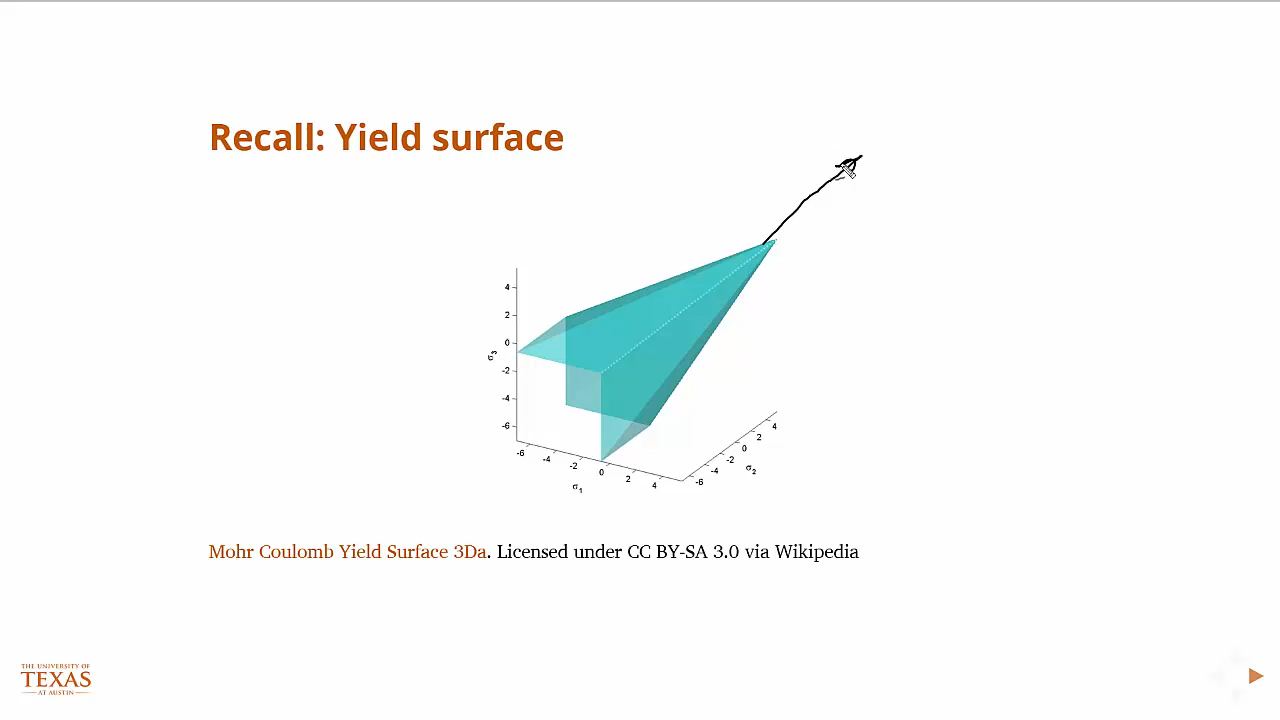 Recall: Yield surface
4
2
0
-2
-4
-6
σ3
-6
-4
-2
0
2
4
σ1
-6
-4
-2
0
2
4
σ2
Mohr Coulomb Yield Surface 3Da. Licensed under CC BY-SA 3.0 via Wikipedia
THE UNIVERSITY OF
TEXAS
AT AUSTIN